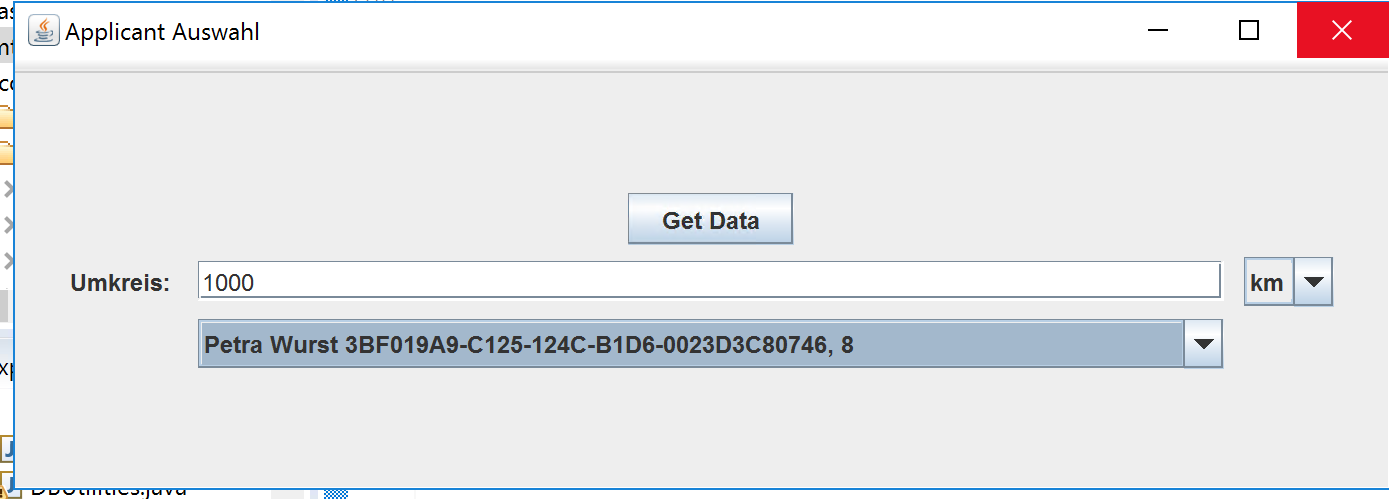 Applicant Auswahl
Get Data
Umkreis: 1000 km
Petra Wurst 3BF019A9-C125-124C-B1D6-0023D3C80746, 8
DbUtilities.java